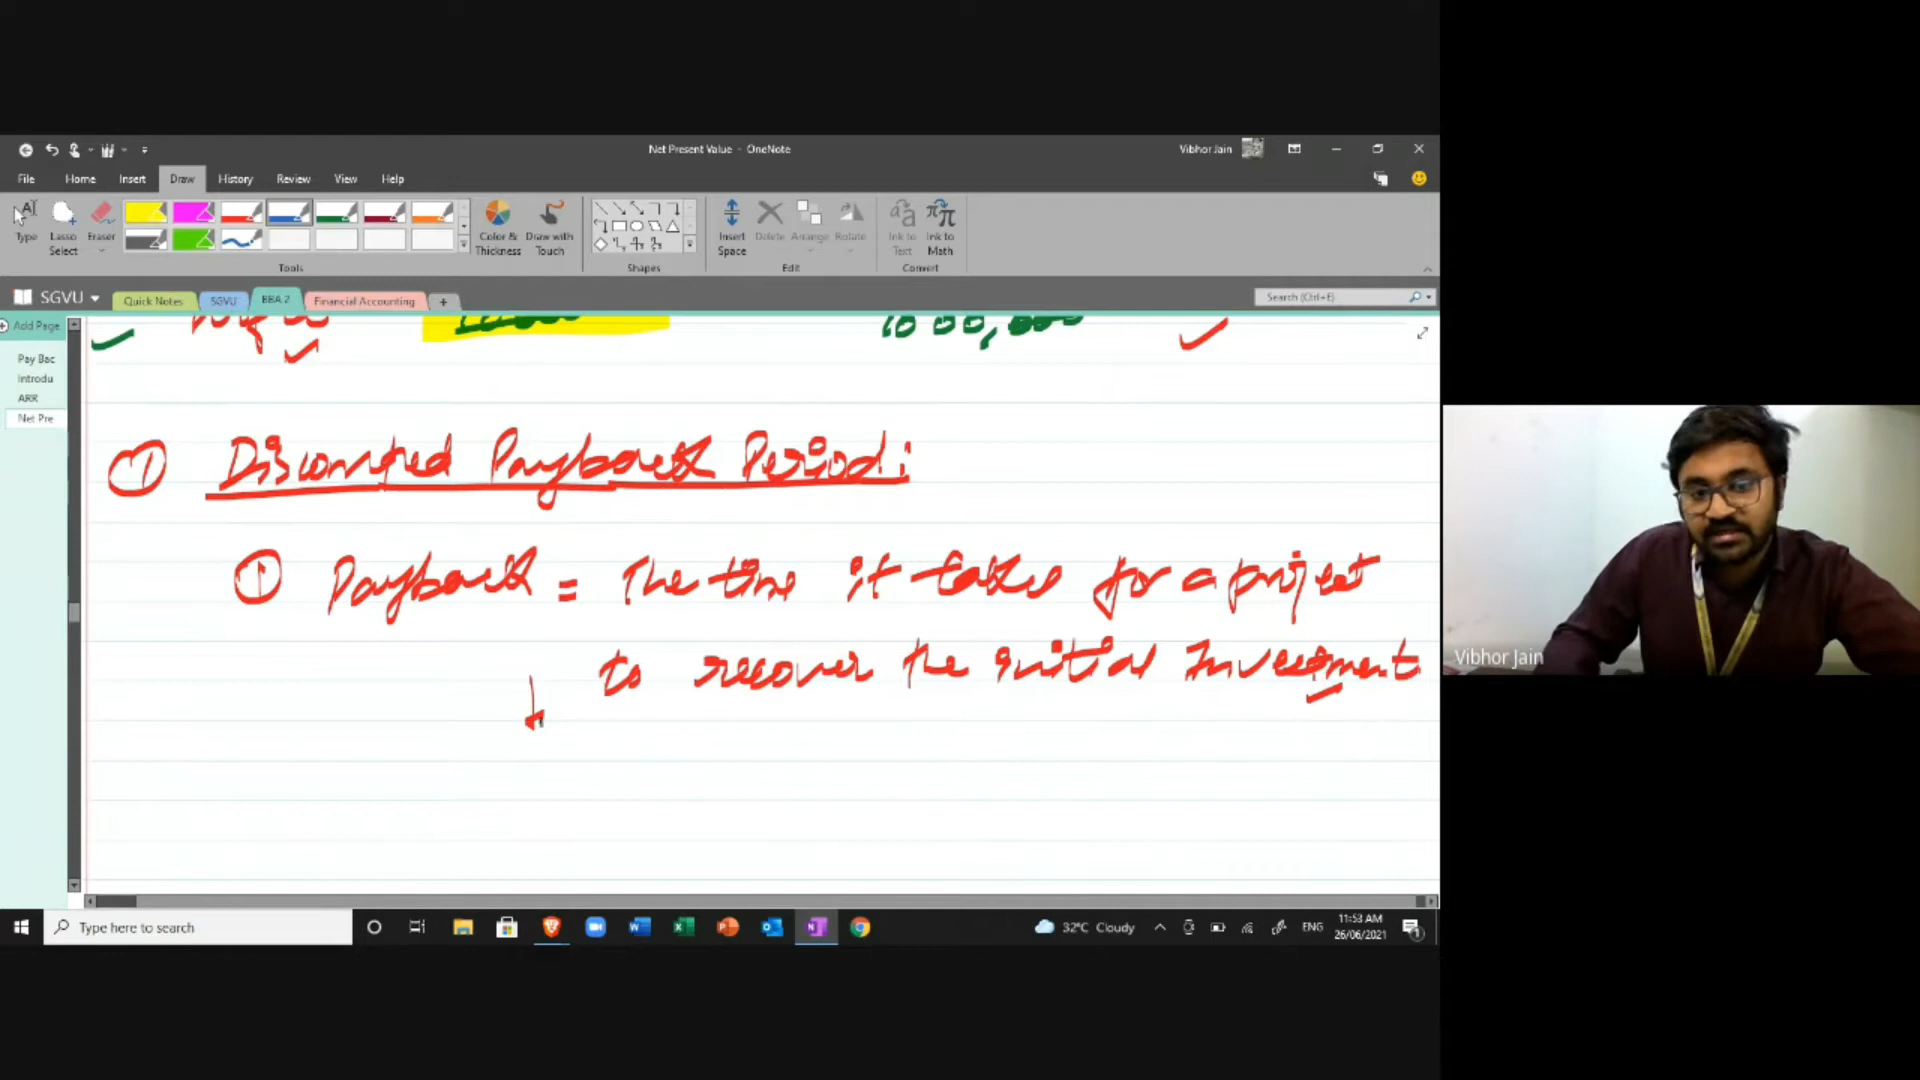 Net Present Value - OneNote
Vibhor Jain
File Home Insert Draw History Review View Help
Type
Lasso Select
Eraser
Color & Thickness
Draw with Touch
Insert Space
Delete
Arrange
Rotate
Ink to Text
Ink to Math
Tools
Shapes
Edit
Convert
SGVU
Quick Notes
SGVU
BBA 2
Financial Accounting
+
Search (Ctrl+E)
Add Page
Pay Bac
Introdu
ARR
Net Pre
1000,000
① Discounted Payback Period:
① Payback = The time it takes for a project
to recover the initial Investment
Vibhor Jain
Type here to search
32°C Cloudy
ENG
11:53 AM
26/06/2021